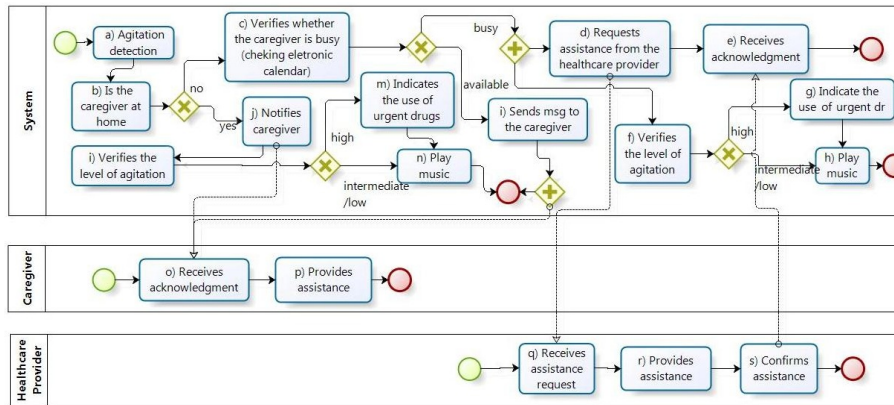 System
a) Agitation
detection
b) Is the
caregiver at
home
no
yes
c) Verifies whether
the caregiver is busy
(cheking eletronic
calendar)
busy
available
d) Requests
assistance from the
healthcare provider
e) Receives
acknowledgment
j) Notifies
caregiver
m) Indicates
the use of
urgent drugs
i) Sends msg to
the caregiver
g) Indicate the
use of urgent dr
f) Verifies
the level of
agitation
high
intermediate
/low
h) Play
music
i) Verifies the
level of agitation
high
intermediate
/low
n) Play
music
Caregiver
o) Receives
acknowledgment
p) Provides
assistance
Healthcare
Provider
q) Receives
assistance
request
r) Provides
assistance
s) Confirms
assistance